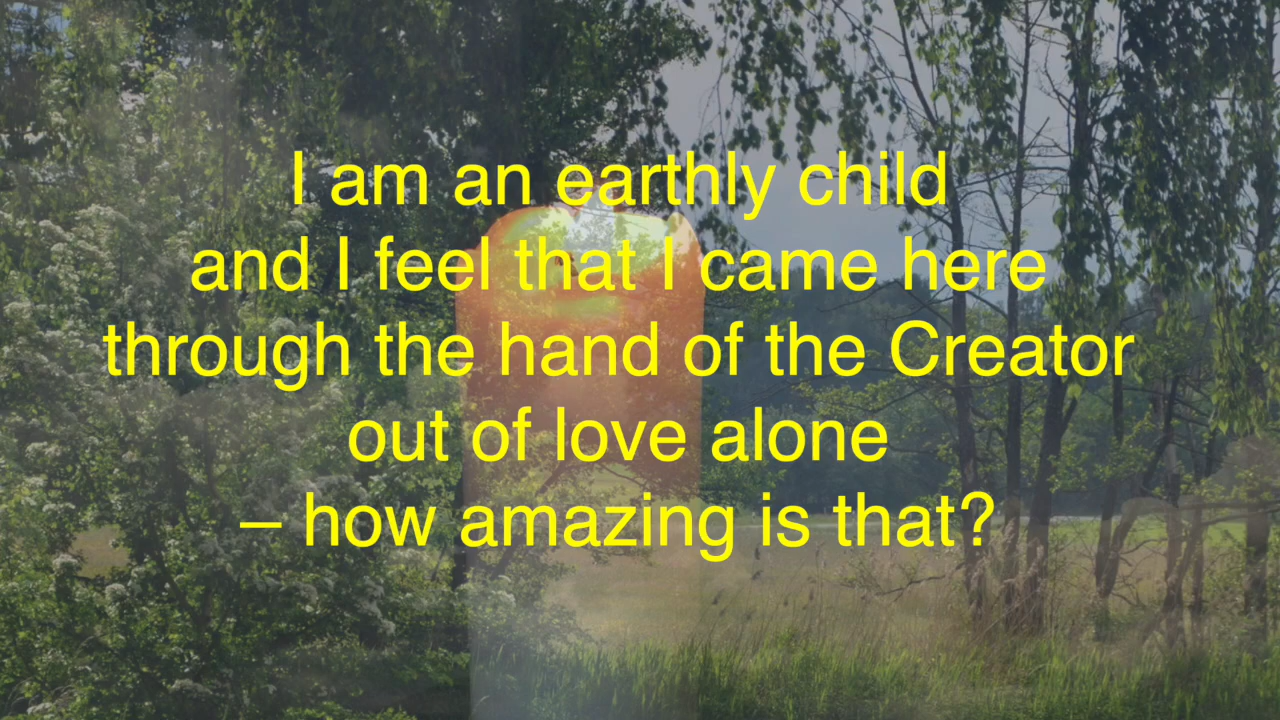 I am an earthly child
and I feel that I came here
through the hand of the Creator
out of love alone
– how amazing is that?